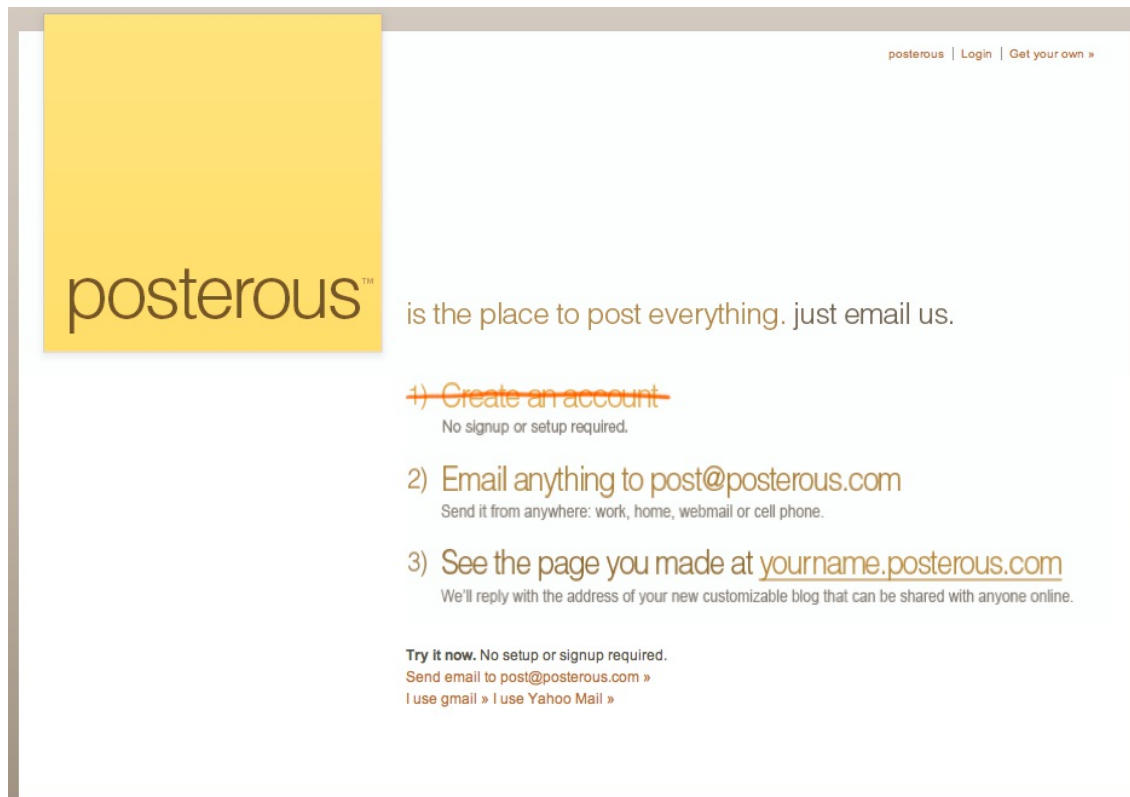 posterous | Login | Get your own »
posterous™
is the place to post everything. just email us.
1) Create an account
No signup or setup required.
2) Email anything to post@posterous.com
Send it from anywhere: work, home, webmail or cell phone.
3) See the page you made at yourname.posterous.com
We'll reply with the address of your new customizable blog that can be shared with anyone online.
Try it now. No setup or signup required.
Send email to post@posterous.com »
I use gmail » I use Yahoo Mail »